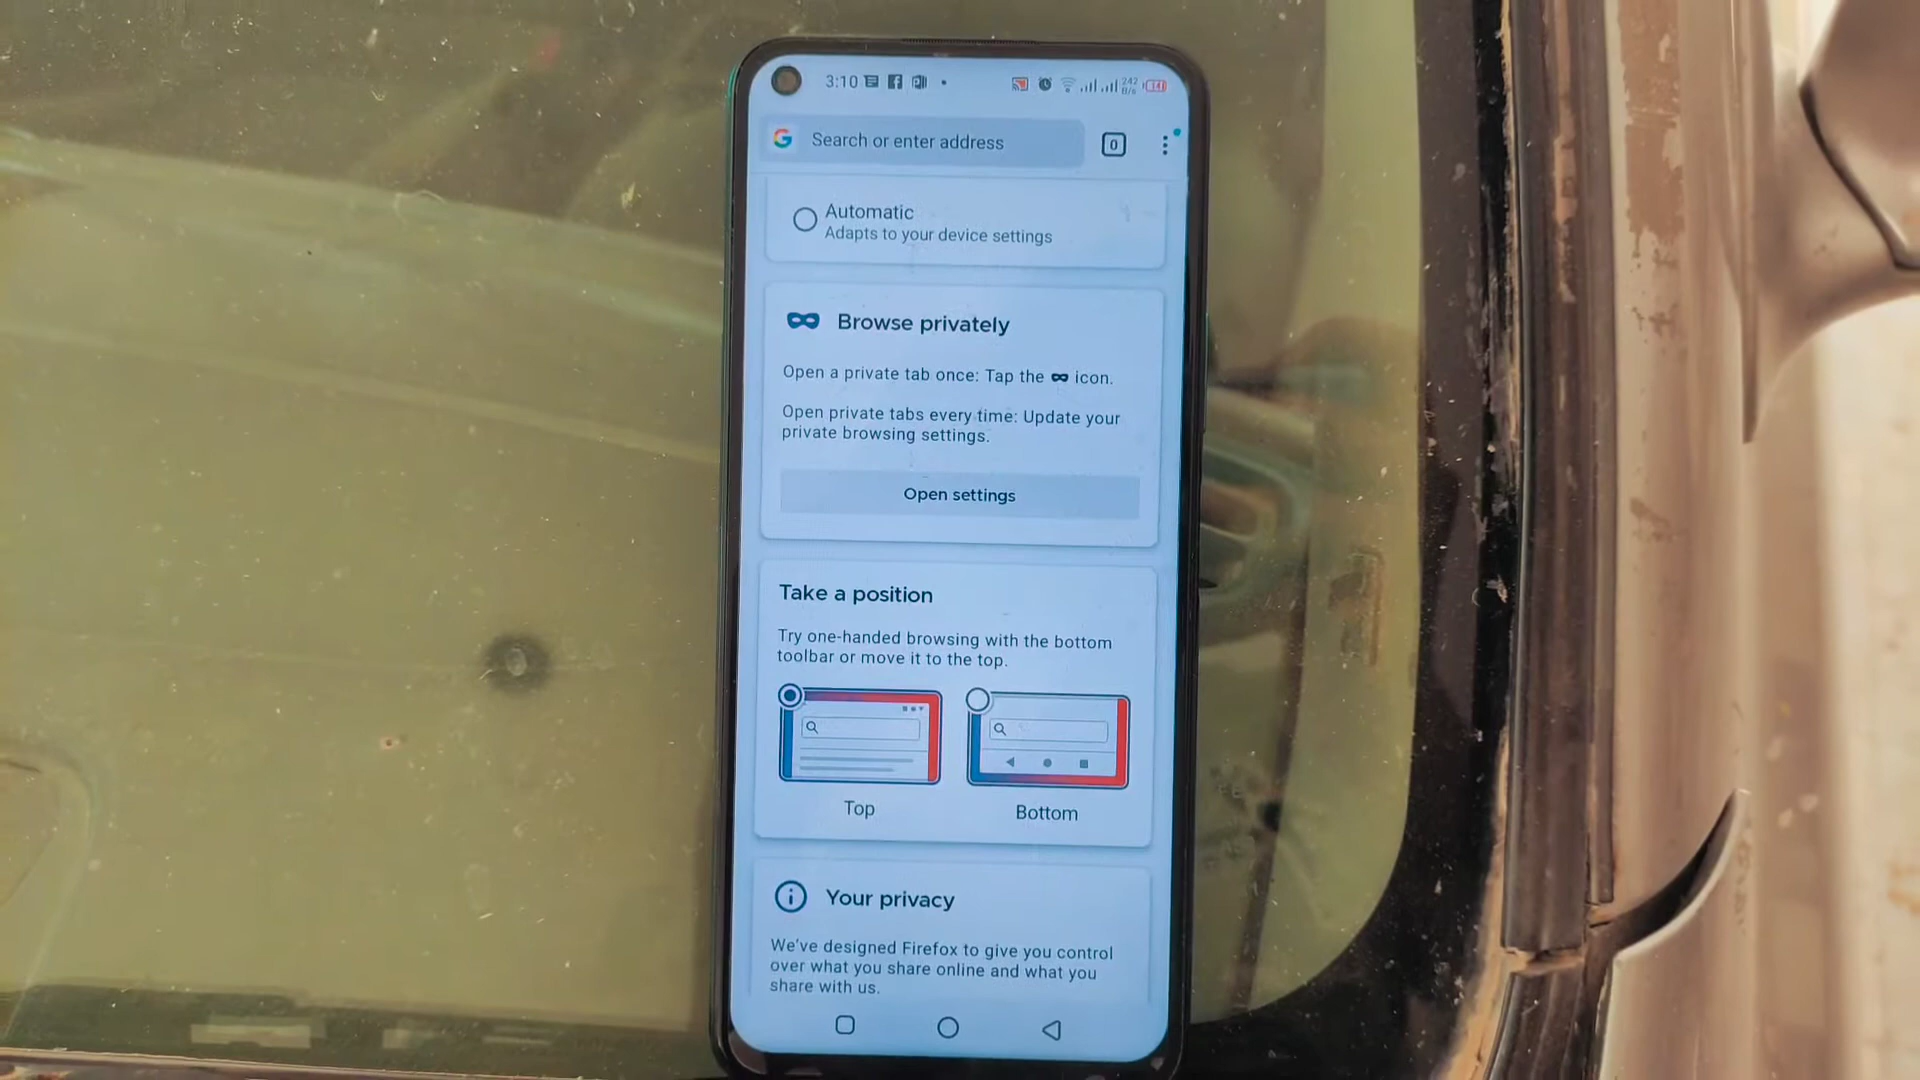 3:10
242
B/s
Search or enter address
0
Automatic
Adapts to your device settings
Browse privately
Open a private tab once: Tap the icon.
Open private tabs every time: Update your
private browsing settings.
Open settings
Take a position
Try one-handed browsing with the bottom
toolbar or move it to the top.
Top
Bottom
Your privacy
We've designed Firefox to give you control
over what you share online and what you
share with us.